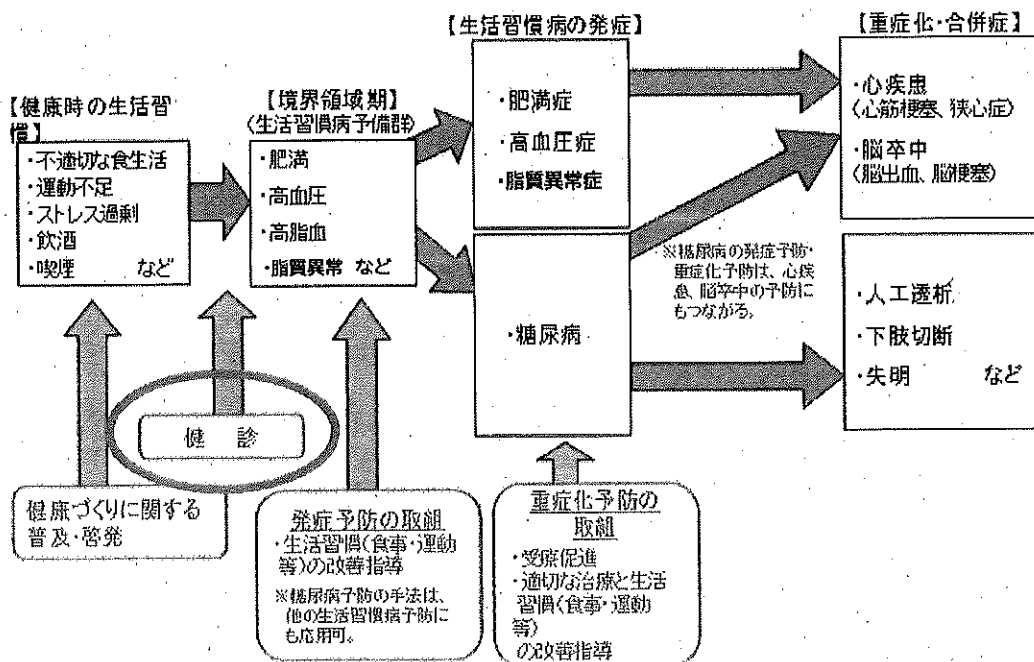 【健康時の生活習
慣】
・不適切な食生活
・運動不足
・ストレス過剰
・飲酒
・喫煙　など
【境界領域期】
(生活習慣病予備群)
・肥満
・高血圧
・高脂血
・脂質異常 など
【生活習慣病の発症】
・肥満症
・高血圧症
・脂質異常症
・糖尿病
【重症化・合併症】
・心疾患
(心筋梗塞、狭心症)
・脳卒中
(脳出血、脳梗塞)
※糖尿病の発症予防・
重症化予防は、心疾
患、脳卒中の予防に
もつながる。
・人工透析
・下肢切断
・失明　など
健　診
健康づくりに関する
普及・啓発
発症予防の取組
・生活習慣(食事・運動
等)の改善指導
※糖尿病予防の手法は、
他の生活習慣病予防に
も応用可。
重症化予防の
取組
・受療促進
・適切な治療と生活
習慣(食事・運動
等)
の改善指導